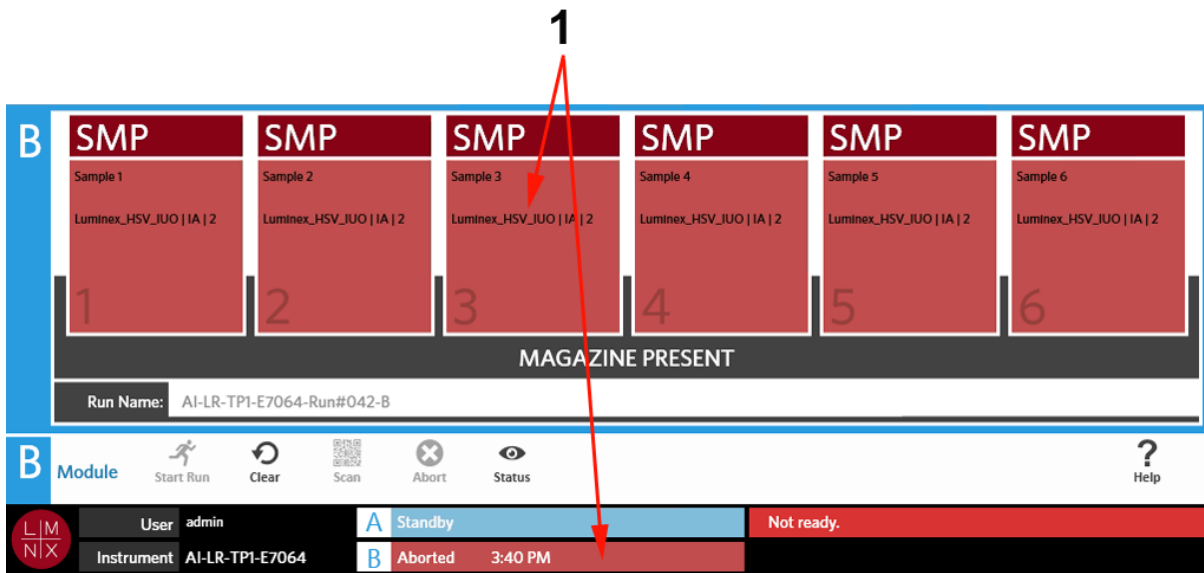 1
B
SMP SMP SMP SMP SMP SMP
Sample 1 Sample 2 Sample 3 Sample 4 Sample 5 Sample 6
Luminex_HSV_IUO | IA | 2 Luminex_HSV_IUO | IA | 2 Luminex_HSV_IUO | IA | 2 Luminex_HSV_IUO | IA | 2 Luminex_HSV_IUO | IA | 2 Luminex_HSV_IUO | IA | 2
1 2 3 4 5 6
MAGAZINE PRESENT
Run Name: AI-LR-TP1-E7064-Run#042-B
B Module Start Run Clear Scan Abort Status ? Help
LM
NX
User admin A Standby Not ready.
Instrument AI-LR-TP1-E7064 B Aborted 3:40 PM